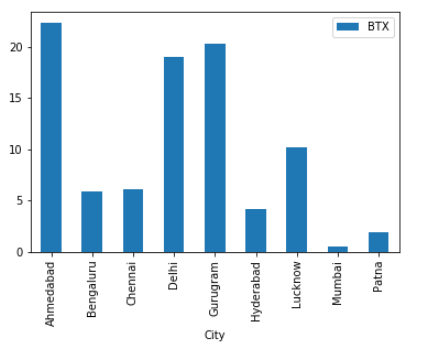 BTX
20
15
10
5
0
Ahmedabad
Bengaluru
Chennai
Delhi
Gurugram
Hyderabad
Lucknow
Mumbai
Patna
City